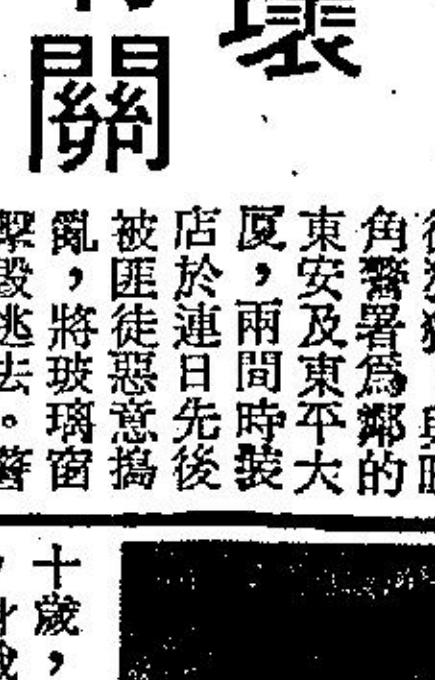 壞
關
角警署爲鄰的
東安及東平大
厦，兩間時裝
店於連日先後
被匪徒惡意搗
亂，將玻璃窗
擊毀逃去。警
十歲，